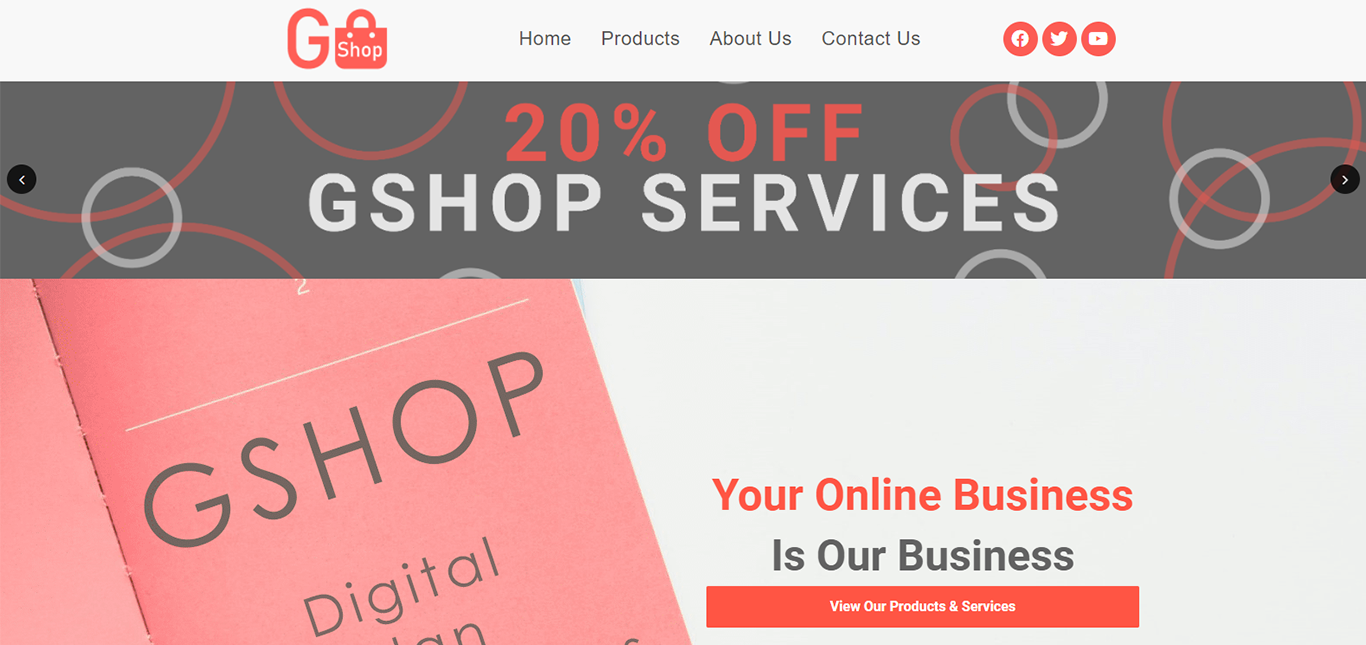 G Shop
Home Products About Us Contact Us
20% OFF
GSHOP SERVICES
2
GSHOP
Digital
Your Online Business
Is Our Business
View Our Products & Services